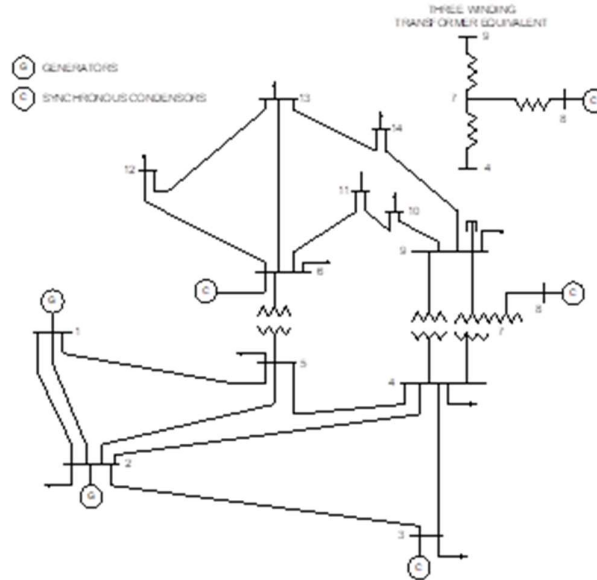 THREE WINDING
TRANSFORMER EQUIVALENT
9
G GENERATORS
7
C
8
C SYNCHRONOUS CONDENSORS
13
14
4
12
11
10
9
C
6
C
8
G
7
1
5
4
2
G
3
C